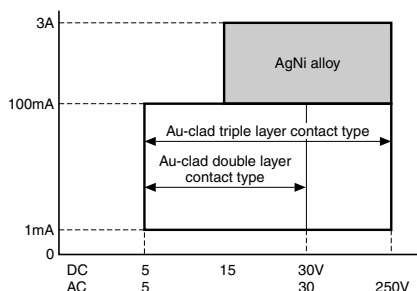 3A
AgNi alloy
100mA
Au-clad triple layer contact type
Au-clad double layer
contact type
1mA
0
DC 5 15 30V
AC 5 30 250V